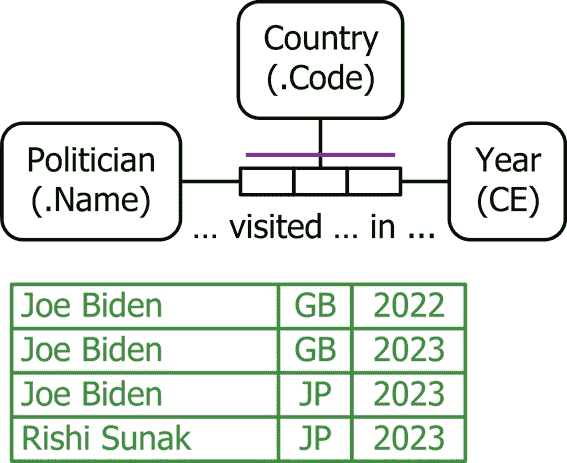 Country
(.Code)
Politician
(.Name)
Year
(CE)
... visited ... in ...
Joe Biden GB 2022
Joe Biden GB 2023
Joe Biden JP 2023
Rishi Sunak JP 2023